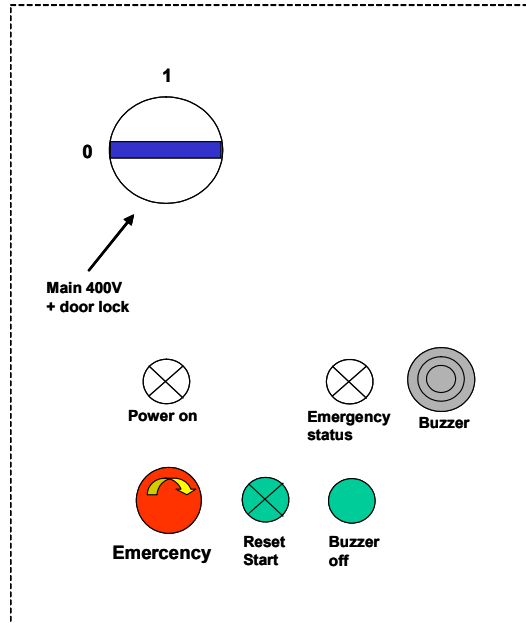 1
0
Main 400V
+ door lock
Power on
Emergency
status
Buzzer
Emercency
Reset
Start
Buzzer
off